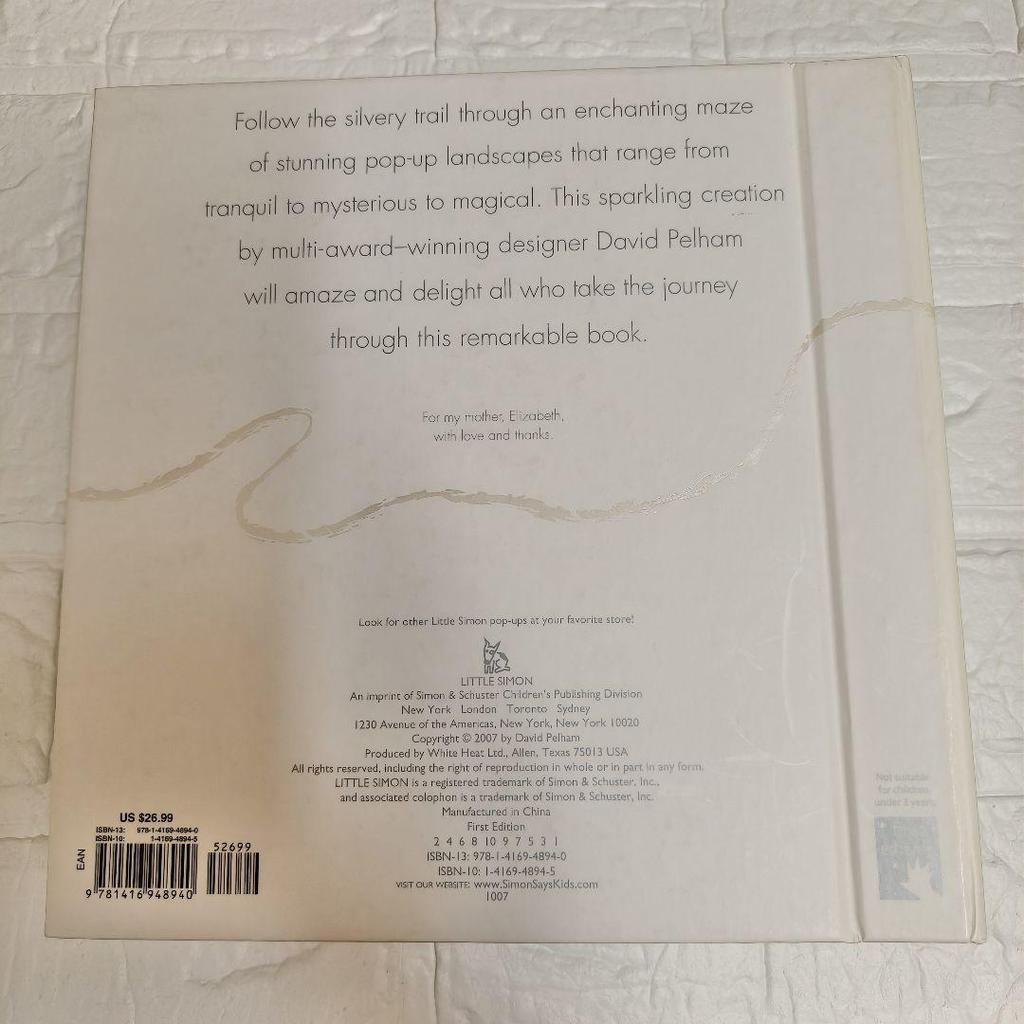 Follow the silvery trail through an enchanting maze
of stunning pop-up landscapes that range from
tranquil to mysterious to magical. This sparkling creation
by multi-award–winning designer David Pelham
will amaze and delight all who take the journey
through this remarkable book.
For my mother, Elizabeth,
with love and thanks.
Look for other Little Simon pop-ups at your favorite store!
LITTLE SIMON
An imprint of Simon & Schuster Children's Publishing Division
New York London Toronto Sydney
1230 Avenue of the Americas, New York, New York 10020
Copyright © 2007 by David Pelham
Produced by White Heat Ltd., Allen, Texas 75013 USA
All rights reserved, including the right of reproduction in whole or in part in any form.
LITTLE SIMON is a registered trademark of Simon & Schuster, Inc.,
and associated colophon is a trademark of Simon & Schuster, Inc.
Manufactured in China
First Edition
2 4 6 8 10 9 7 5 3 1
ISBN-13: 978-1-4169-4894-0
ISBN-10: 1-4169-4894-5
VISIT OUR WEBSITE: www.SimonSaysKids.com
1007
US $26.99
ISBN-13: 978-1-4169-4894-0
ISBN-10: 1-4169-4894-5
52699
EAN
9 781416 948940
Not suitable
for children
under 3 years.